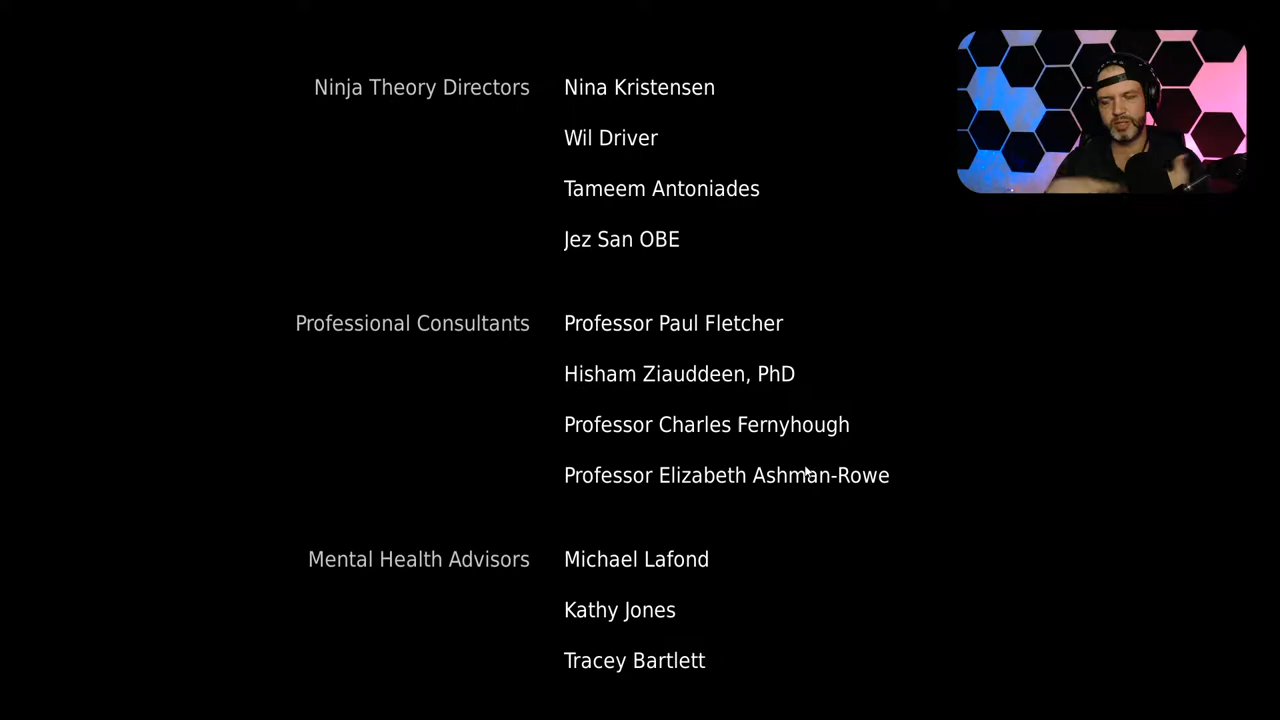 Ninja Theory Directors Nina Kristensen
Wil Driver
Tameem Antoniades
Jez San OBE
Professional Consultants Professor Paul Fletcher
Hisham Ziauddeen, PhD
Professor Charles Fernyhough
Professor Elizabeth Ashman-Rowe
Mental Health Advisors Michael Lafond
Kathy Jones
Tracey Bartlett